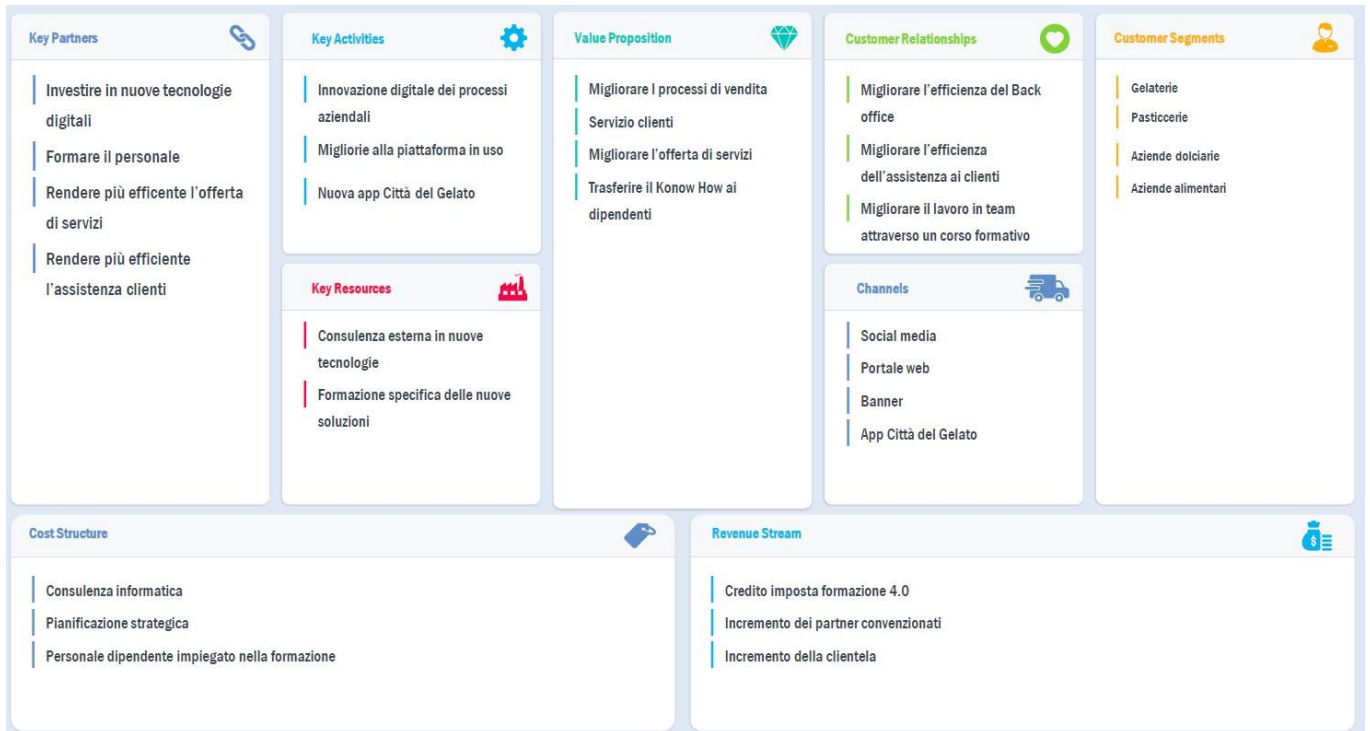 Key Partners
Investire in nuove tecnologie
digitali
Formare il personale
Rendere più efficente l'offerta
di servizi
Rendere più efficiente
l'assistenza clienti
Key Activities
Innovazione digitale dei processi
aziendali
Migliorie alla piattaforma in uso
Nuova app Città del Gelato
Key Resources
Consulenza esterna in nuove
tecnologie
Formazione specifica delle nuove
soluzioni
Value Proposition
Migliorare I processi di vendita
Servizio clienti
Migliorare l'offerta di servizi
Trasferire il Konow How ai
dipendenti
Customer Relationships
Migliorare l'efficienza del Back
office
Migliorare l'efficienza
dell'assistenza ai clienti
Migliorare il lavoro in team
attraverso un corso formativo
Channels
Social media
Portale web
Banner
App Città del Gelato
Customer Segments
Gelaterie
Pasticcerie
Aziende dolciarie
Aziende alimentari
Cost Structure
Consulenza informatica
Pianificazione strategica
Personale dipendente impiegato nella formazione
Revenue Stream
$
Credito imposta formazione 4.0
Incremento dei partner convenzionati
Incremento della clientela